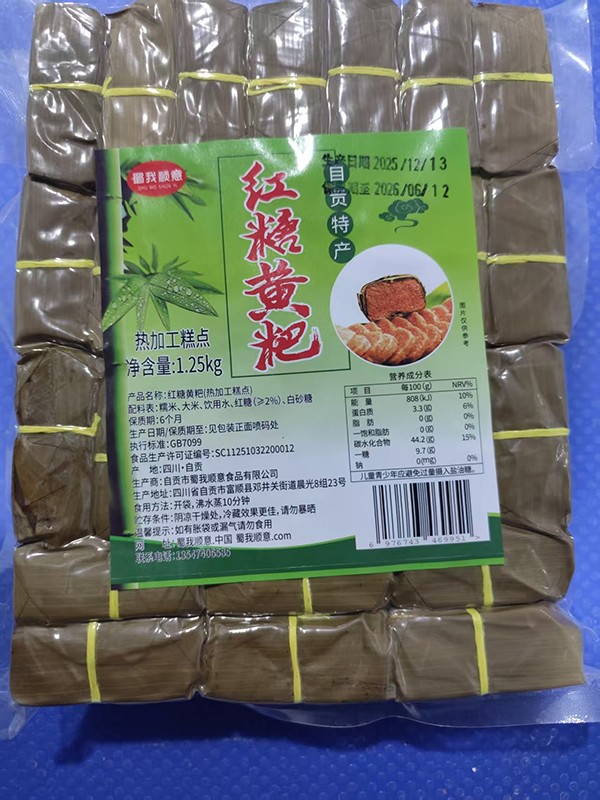 蜀我顺意
SHU WO SHUN YI
红糖黄粑
自贡特产
生产日期 2025/12/13
保质期至 2026/06/12
图片仅供参考
热加工糕点
净含量:1.25kg
产品名称:红糖黄粑(热加工糕点)
配料表:糯米、大米、饮用水、红糖(≥2%)、白砂糖
保质期:6个月
生产日期/保质期至:见包装正面喷码处
执行标准:GB7099
食品生产许可证编号:SC11251032200012
产 地:四川·自贡
生产商:自贡市蜀我顺意食品有限公司
生产地址:四川省自贡市富顺县邓井关街道晨光8组23号
食用方法:开袋,沸水蒸10分钟
贮存条件:阴凉干燥处,冷藏效果更佳,请勿暴晒
温馨提示:如有胀袋或漏气请勿食用
网 址:蜀我顺意.中国 蜀我顺意.com
联系电话:13547406535
营养成分表
项目 每100(g) NRV%
能量 808(kJ) 10%
蛋白质 3.3(g) 6%
脂肪 0(g) 0%
—饱和脂肪 0(g) 0%
碳水化合物 44.2(g) 15%
—糖 9.7(g)
钠 0(mg) 0%
儿童青少年应避免过量摄入盐油糖。
6 976743 469951 >